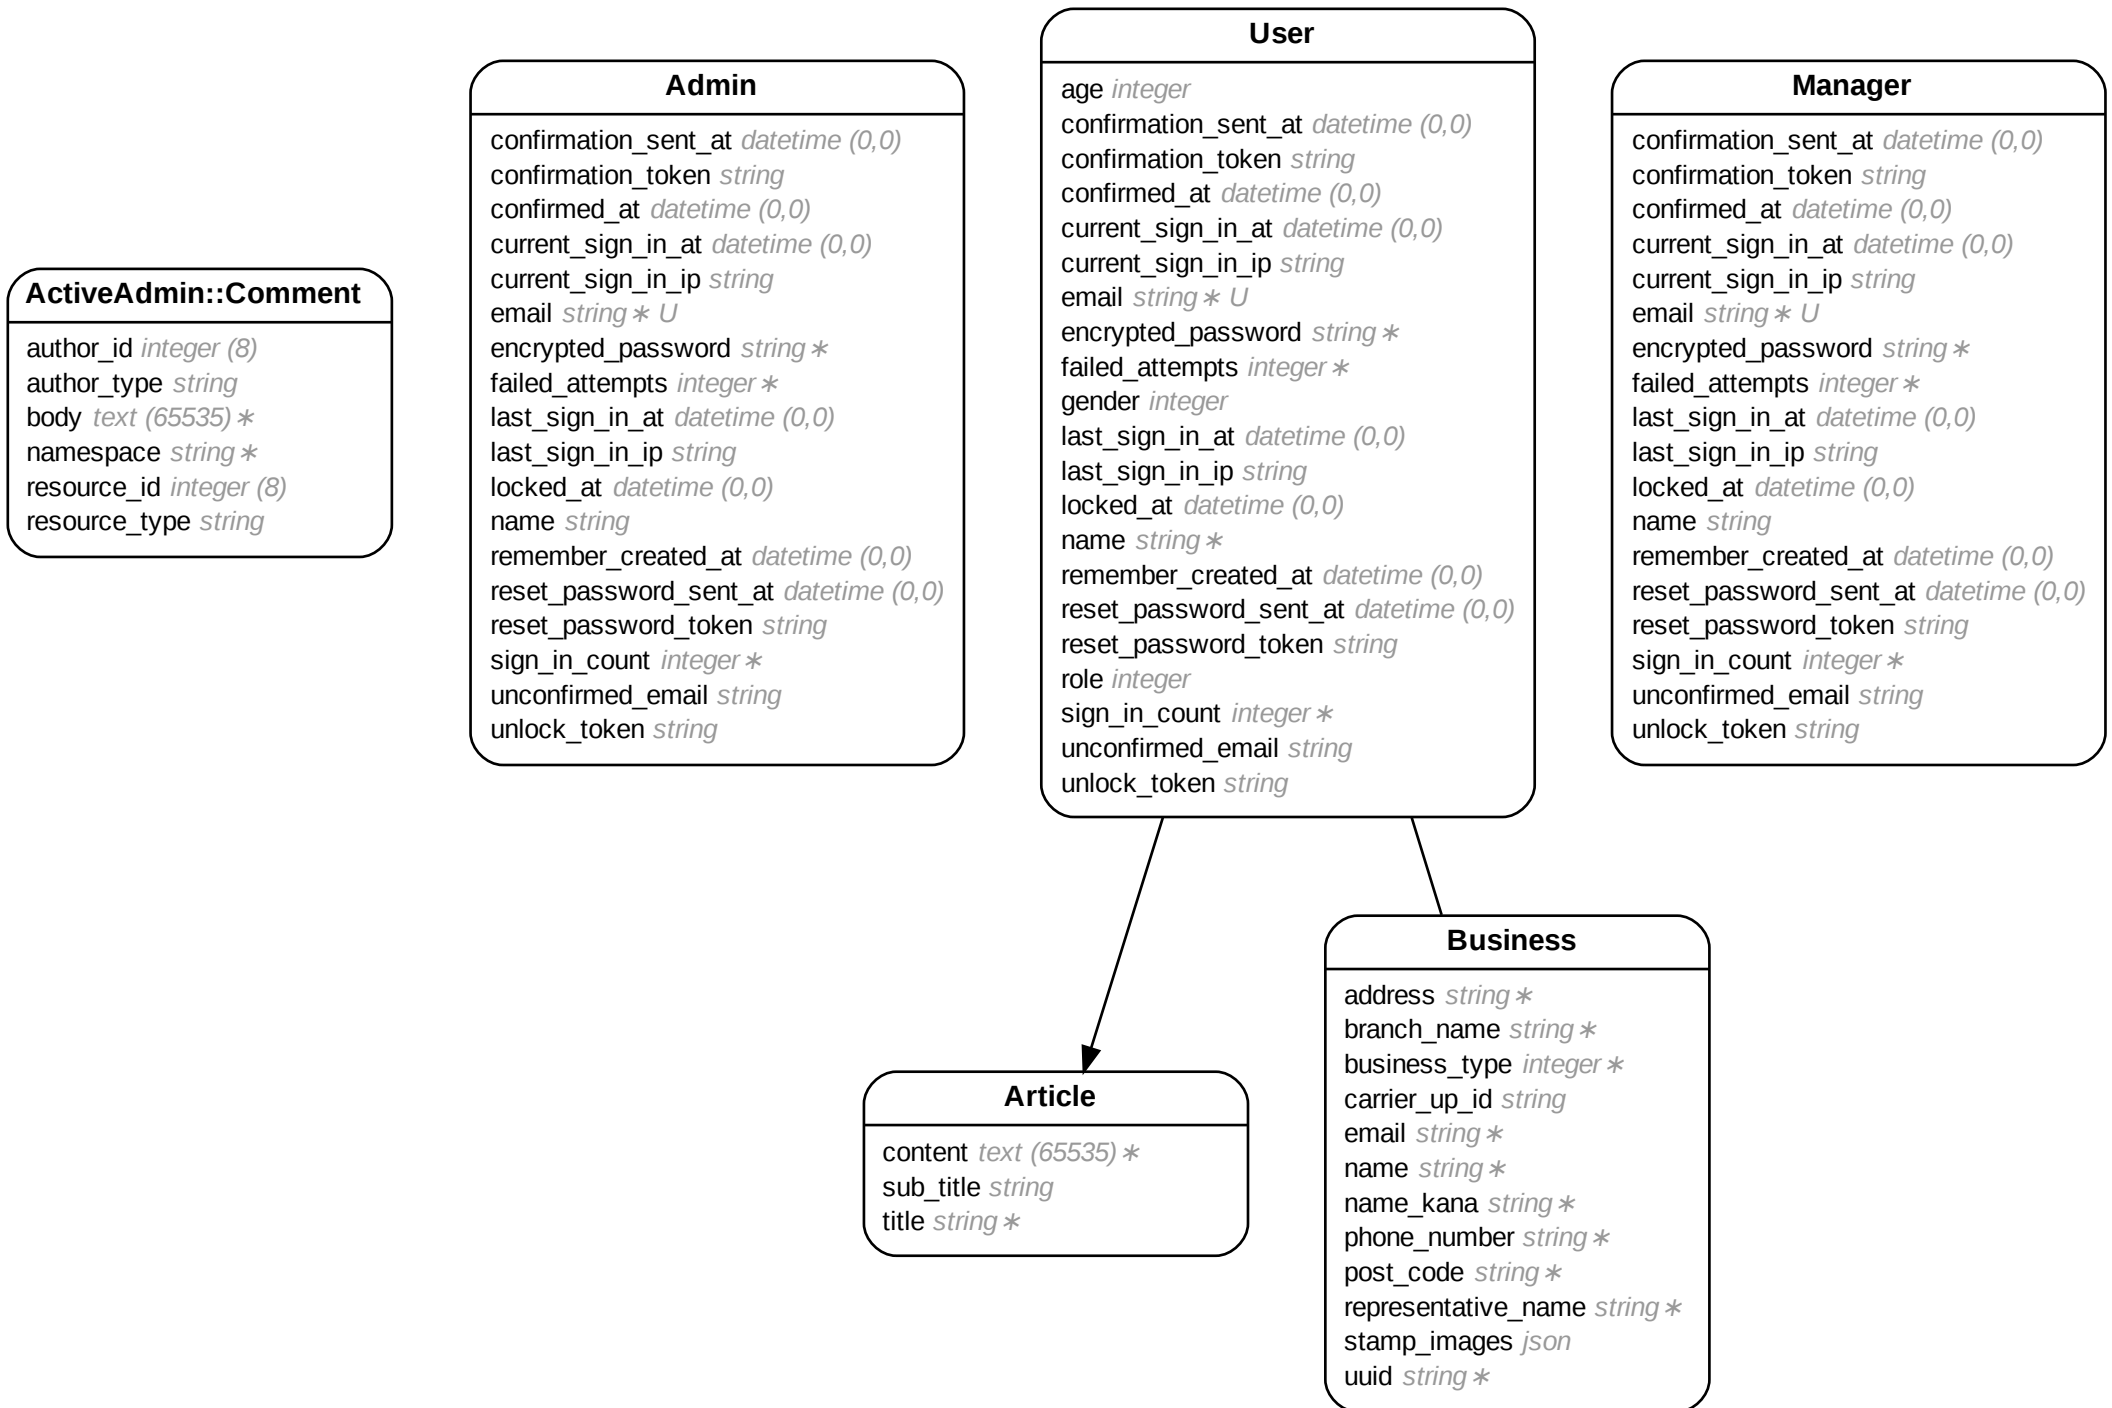 ActiveAdmin::Comment
author_id integer (8)
author_type string
body text (65535) ∗
namespace string ∗
resource_id integer (8)
resource_type string
Admin
confirmation_sent_at datetime (0,0)
confirmation_token string
confirmed_at datetime (0,0)
current_sign_in_at datetime (0,0)
current_sign_in_ip string
email string ∗ U
encrypted_password string ∗
failed_attempts integer ∗
last_sign_in_at datetime (0,0)
last_sign_in_ip string
locked_at datetime (0,0)
name string
remember_created_at datetime (0,0)
reset_password_sent_at datetime (0,0)
reset_password_token string
sign_in_count integer ∗
unconfirmed_email string
unlock_token string
User
age integer
confirmation_sent_at datetime (0,0)
confirmation_token string
confirmed_at datetime (0,0)
current_sign_in_at datetime (0,0)
current_sign_in_ip string
email string ∗ U
encrypted_password string ∗
failed_attempts integer ∗
gender integer
last_sign_in_at datetime (0,0)
last_sign_in_ip string
locked_at datetime (0,0)
name string ∗
remember_created_at datetime (0,0)
reset_password_sent_at datetime (0,0)
reset_password_token string
role integer
sign_in_count integer ∗
unconfirmed_email string
unlock_token string
Manager
confirmation_sent_at datetime (0,0)
confirmation_token string
confirmed_at datetime (0,0)
current_sign_in_at datetime (0,0)
current_sign_in_ip string
email string ∗ U
encrypted_password string ∗
failed_attempts integer ∗
last_sign_in_at datetime (0,0)
last_sign_in_ip string
locked_at datetime (0,0)
name string
remember_created_at datetime (0,0)
reset_password_sent_at datetime (0,0)
reset_password_token string
sign_in_count integer ∗
unconfirmed_email string
unlock_token string
Article
content text (65535) ∗
sub_title string
title string ∗
Business
address string ∗
branch_name string ∗
business_type integer ∗
carrier_up_id string
email string ∗
name string ∗
name_kana string ∗
phone_number string ∗
post_code string ∗
representative_name string ∗
stamp_images json
uuid string ∗